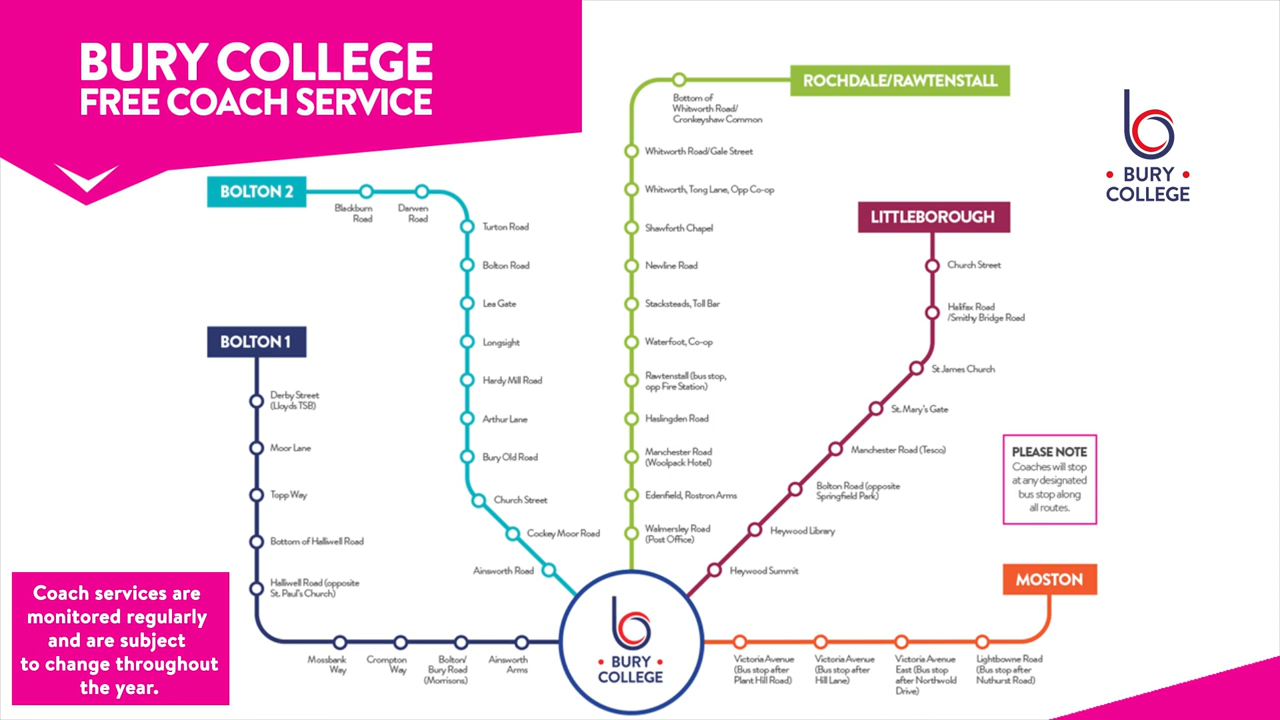 BURY COLLEGE
FREE COACH SERVICE
ROCHDALE/RAWTENSTALL
Bottom of
Whitworth Road/
Cronkeyshaw Common
Whitworth Road/Gale Street
Whitworth, Tong Lane, Opp Co-op
Shawforth Chapel
Newline Road
Stacksteads, Toll Bar
Waterfoot, Co-op
Rawtenstall (bus stop,
opp Fire Station)
Haslingden Road
Manchester Road
(Woolpack Hotel)
Edenfield, Rostron Arms
Walmersley Road
(Post Office)
• BURY •
COLLEGE
BOLTON 2
Blackburn
Road
Darwen
Road
Turton Road
Bolton Road
Lea Gate
Longsight
Hardy Mill Road
Arthur Lane
Bury Old Road
Church Street
Cockey Moor Road
Ainsworth Road
LITTLEBOROUGH
Church Street
Halifax Road
/Smithy Bridge Road
St James Church
St. Mary's Gate
Manchester Road (Tesco)
Bolton Road (opposite
Springfield Park)
Heywood Library
Heywood Summit
BOLTON 1
Derby Street
(Lloyds TSB)
Moor Lane
Topp Way
Bottom of Halliwell Road
Halliwell Road (opposite
St. Paul's Church)
Mossbank
Way
Crompton
Way
Bolton/
Bury Road
(Morrisons)
Ainsworth
Arms
PLEASE NOTE
Coaches will stop
at any designated
bus stop along
all routes.
MOSTON
Victoria Avenue
(Bus stop after
Plant Hill Road)
Victoria Avenue
(Bus stop after
Hill Lane)
Victoria Avenue
East (Bus stop
after Northwold
Drive)
Lightbowne Road
(Bus stop after
Nuthurst Road)
• BURY •
COLLEGE
Coach services are
monitored regularly
and are subject
to change throughout
the year.